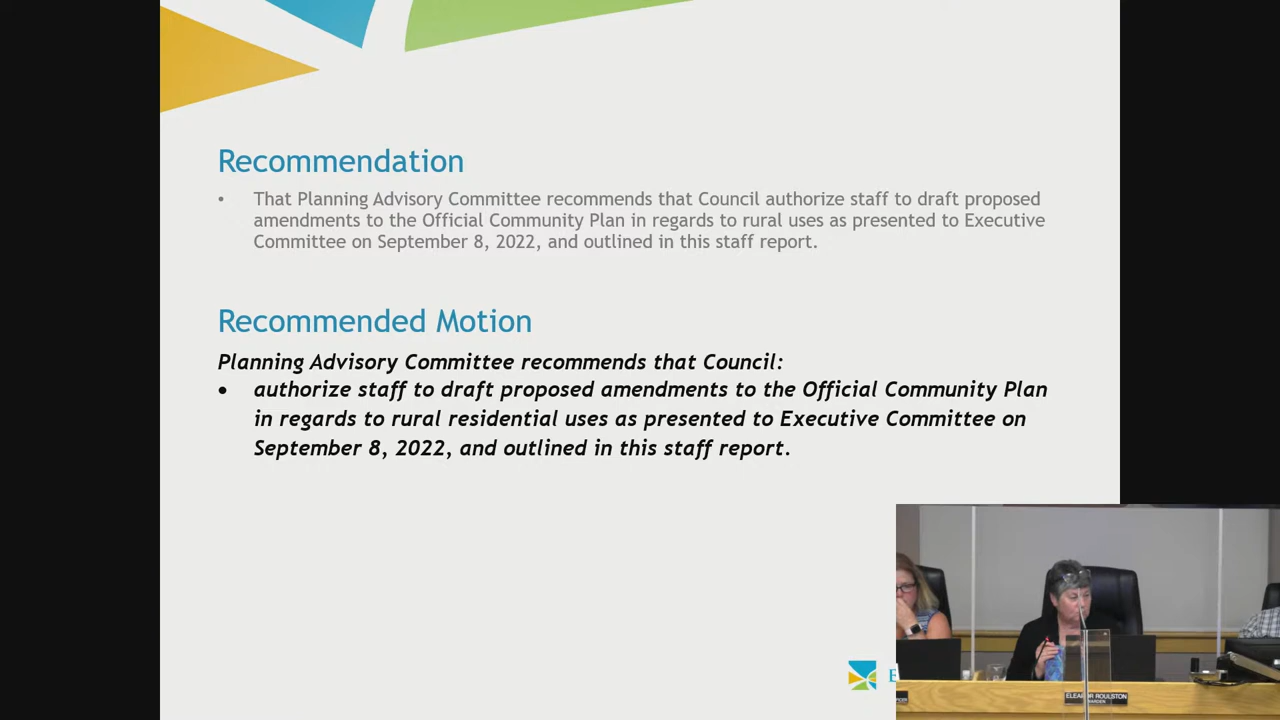 Recommendation
• That Planning Advisory Committee recommends that Council authorize staff to draft proposed
amendments to the Official Community Plan in regards to rural uses as presented to Executive
Committee on September 8, 2022, and outlined in this staff report.
Recommended Motion
Planning Advisory Committee recommends that Council:
• authorize staff to draft proposed amendments to the Official Community Plan
in regards to rural residential uses as presented to Executive Committee on
September 8, 2022, and outlined in this staff report.
E
ELEANOR ROULSTON
WARDEN